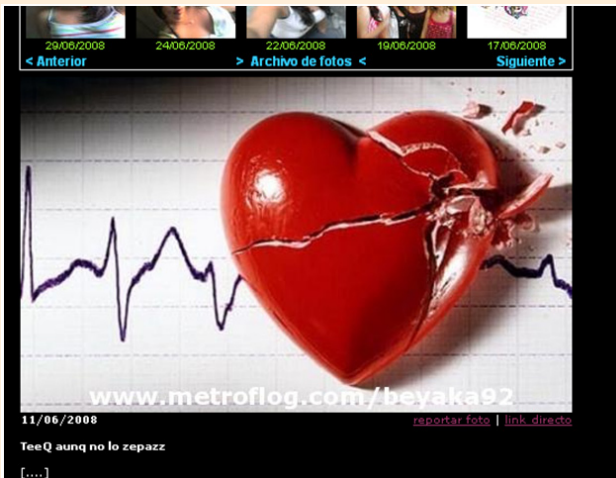 29/06/2008 24/06/2008 22/06/2008 19/06/2008 17/06/2008
< Anterior > Archivo de fotos < Siguiente >
www.metroflog.com/beyaka92
11/06/2008 reportar foto | link directo
TeeQ aunq no lo zepazz
[....]